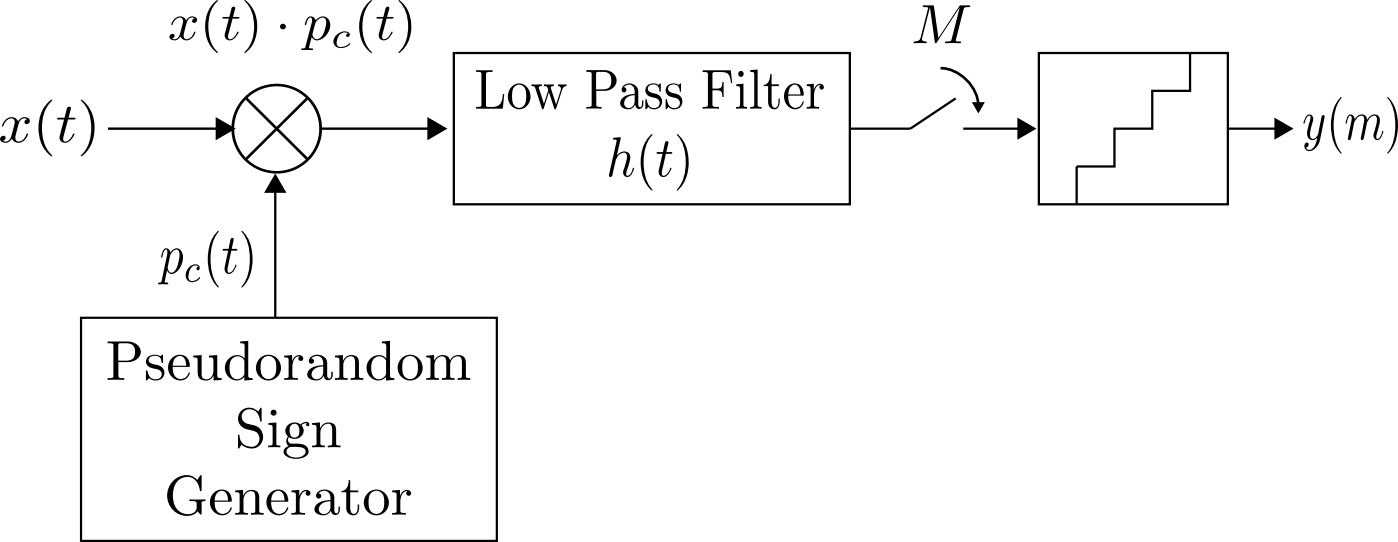 x(t) · p_c(t)
M
Low Pass Filter
h(t)
x(t)
y(m)
p_c(t)
Pseudorandom
Sign
Generator